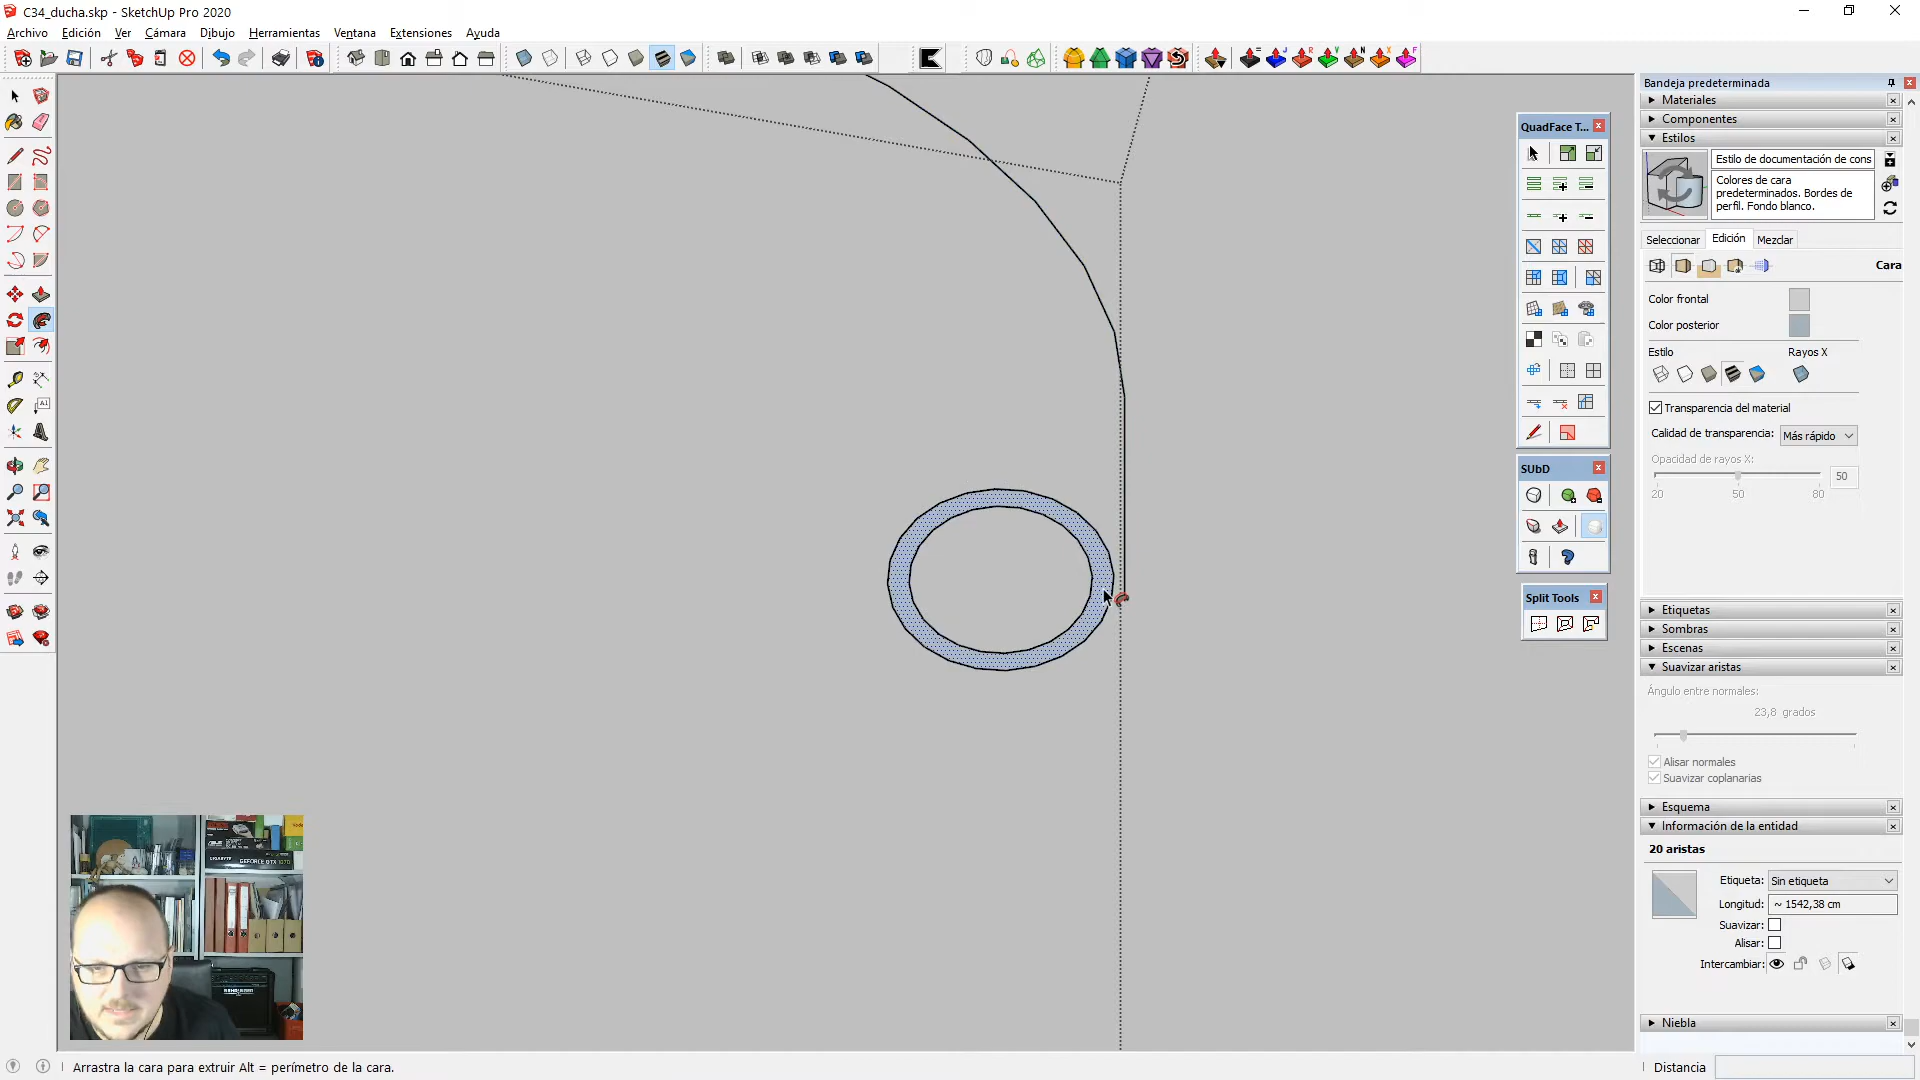 C34_ducha.skp - SketchUp Pro 2020
Archivo Edición Ver Cámara Dibujo Herramientas Ventana Extensiones Ayuda
Bandeja predeterminada
Materiales
Componentes
Estilos
Estilo de documentación de cons
Colores de cara
predeterminados. Bordes de
perfil. Fondo blanco.
Seleccionar Edición Mezclar
Cara
Color frontal
Color posterior
Estilo Rayos X
Transparencia del material
Calidad de transparencia: Más rápido
Opacidad de rayos X: 50
20 50 80
Etiquetas
Sombras
Escenas
Suavizar aristas
Ángulo entre normales:
23,8 grados
Alisar normales
Suavizar coplanarias
Esquema
Información de la entidad
20 aristas
Etiqueta: Sin etiqueta
Longitud: ~ 1542,38 cm
Suavizar:
Alisar:
Intercambiar:
Niebla
QuadFace T...
SUbD
Split Tools
GEFORCE GTX 1070
Arrastra la cara para extruir Alt = perímetro de la cara.
Distancia